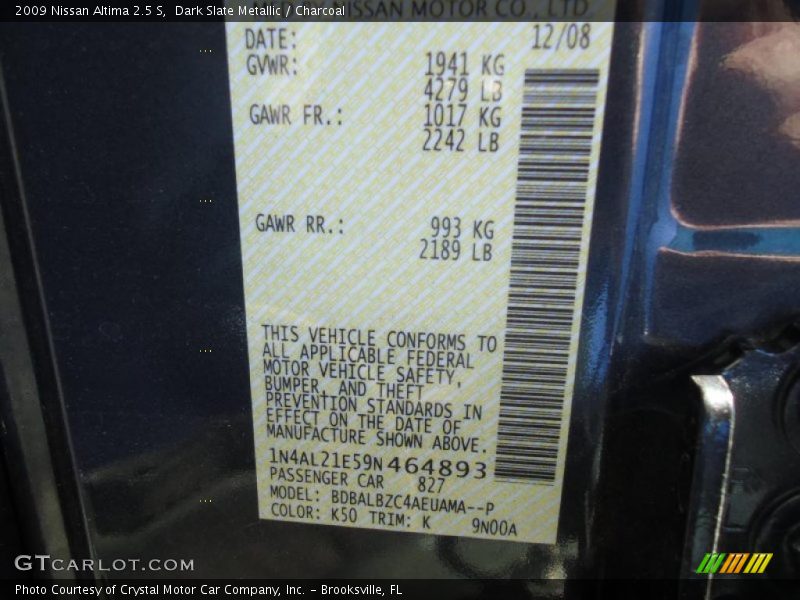 2009 Nissan Altima 2.5 S,  Dark Slate Metallic / Charcoal
NISSAN MOTOR CO., LTD
DATE: 12/08
GVWR: 1941 KG
4279 LB
GAWR FR.: 1017 KG
2242 LB
GAWR RR.: 993 KG
2189 LB
THIS VEHICLE CONFORMS TO
ALL APPLICABLE FEDERAL
MOTOR VEHICLE SAFETY,
BUMPER, AND THEFT
PREVENTION STANDARDS IN
EFFECT ON THE DATE OF
MANUFACTURE SHOWN ABOVE.
1N4AL21E59N464893
PASSENGER CAR 827
MODEL: BDBALBZC4AEUAMA--P
COLOR: K50 TRIM: K 9N00A
GTCARLOT.COM
Photo Courtesy of Crystal Motor Car Company, Inc. – Brooksville, FL